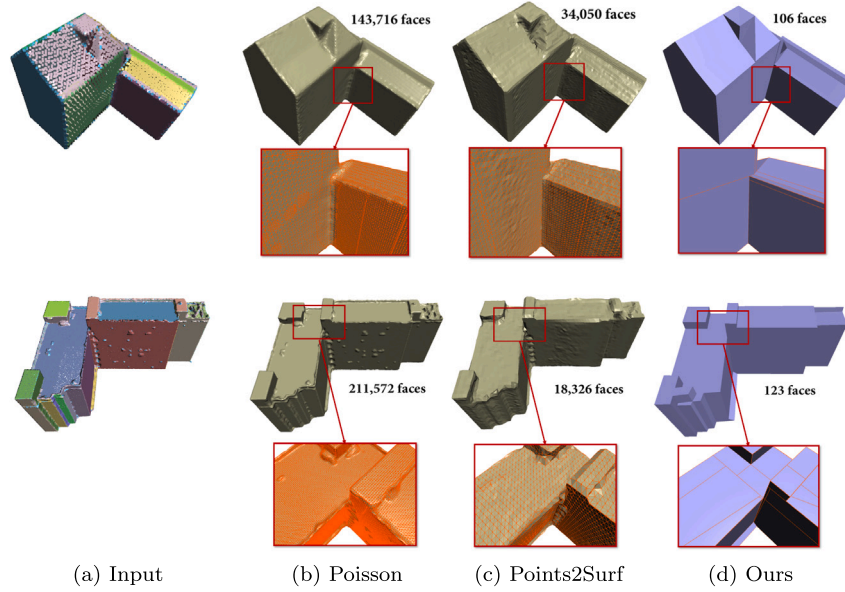 143,716 faces
34,050 faces
106 faces
211,572 faces
18,326 faces
123 faces
(a) Input
(b) Poisson
(c) Points2Surf
(d) Ours